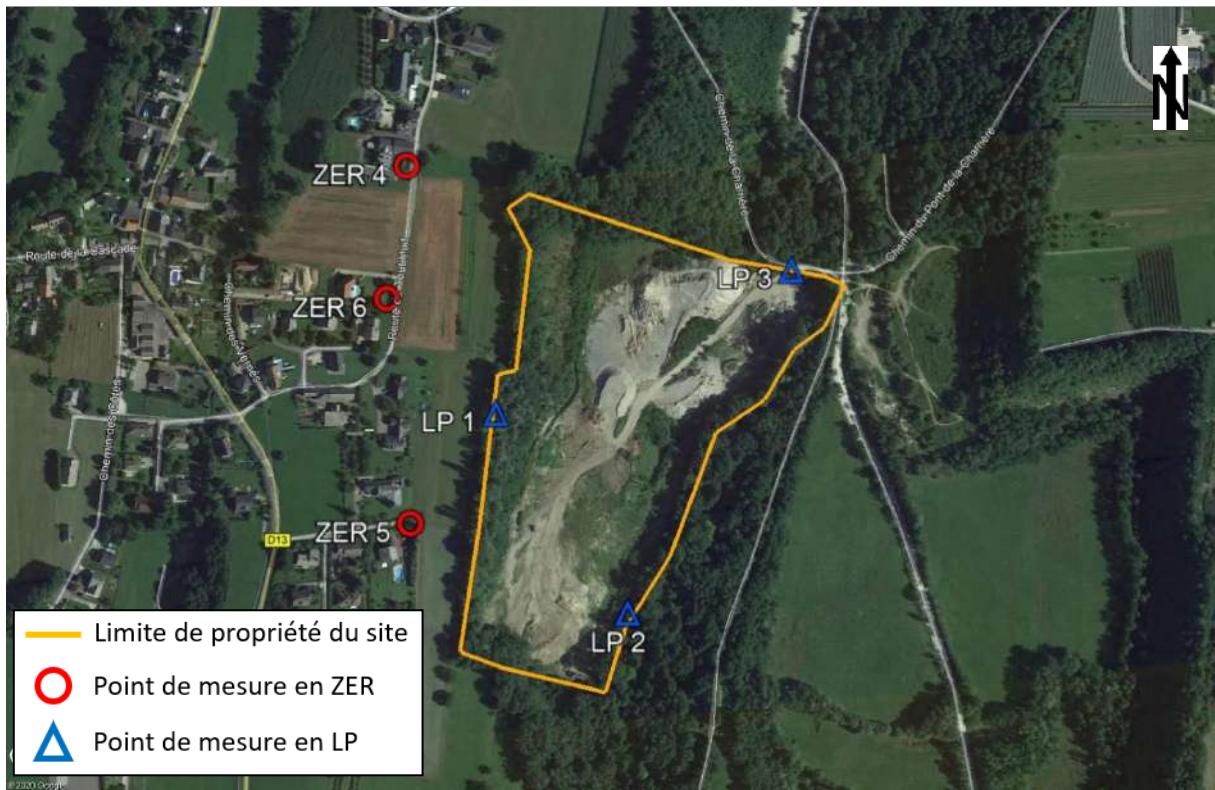 N
Chemin-de-la-Charrière
Chemin-du-Pont-de-la-Charrière
ZER 4
Route de la Cascade
LP 3
ZER 6
Chemin-des-Vernes
LP 1
ZER 5
D13
LP 2
Limite de propriété du site
Point de mesure en ZER
Point de mesure en LP